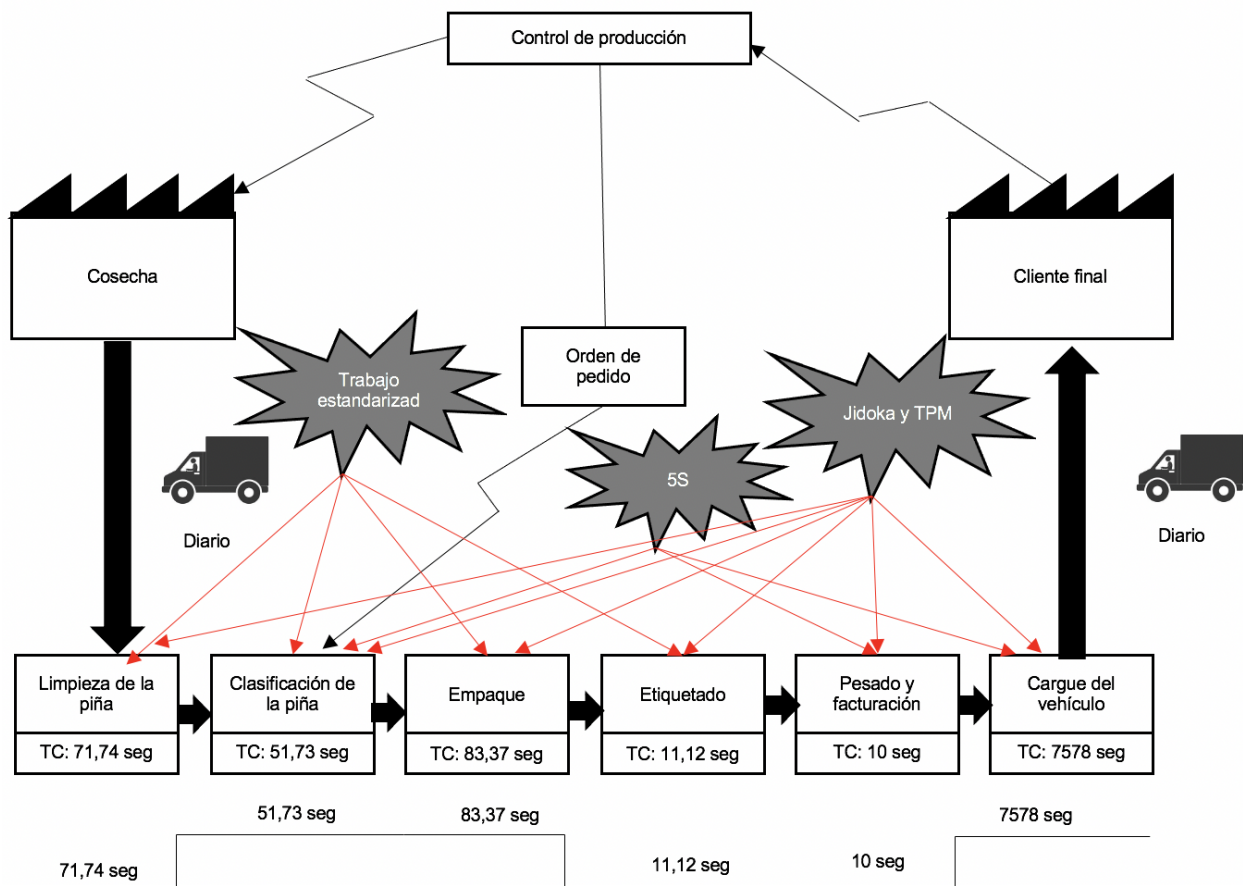 Control de producción
Cosecha
Cliente final
Trabajo
estandarizad
Orden de
pedido
Jidoka y TPM
5S
Diario
Diario
Limpieza de la
piña
TC: 71,74 seg
Clasificación de
la piña
TC: 51,73 seg
Empaque
TC: 83,37 seg
Etiquetado
TC: 11,12 seg
Pesado y
facturación
TC: 10 seg
Cargue del
vehículo
TC: 7578 seg
51,73 seg
83,37 seg
7578 seg
71,74 seg
11,12 seg
10 seg